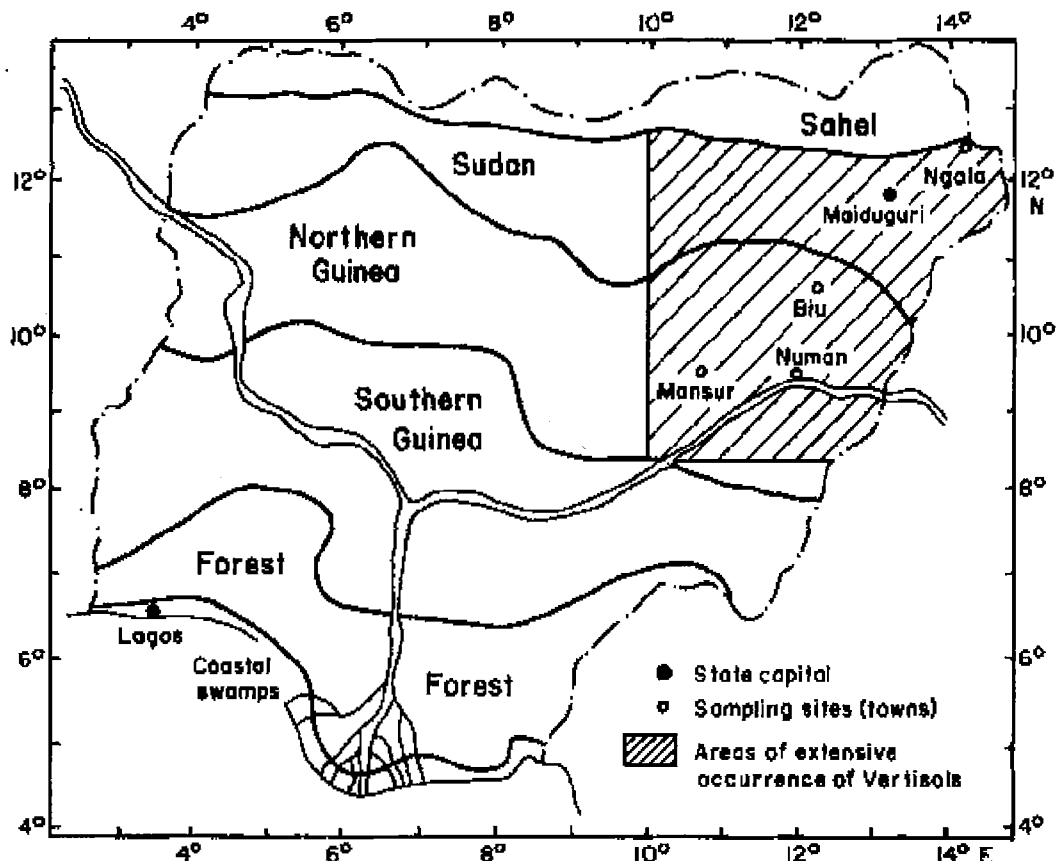 4° 6° 8° 10° 12° 14°
Sahel
Sudan
12°
Ngala
12°
N
Maiduguri
Northern
Guinea
Biu
10°
10°
Numan
Mansur
Southern
Guinea
8°
8°
Forest
Lagos
6°
Coastal
swamps
Forest
6°
State capital
Sampling sites (towns)
Areas of extensive
occurrence of Vertisols
4°
4°
4° 6° 8° 10° 12° 14° E